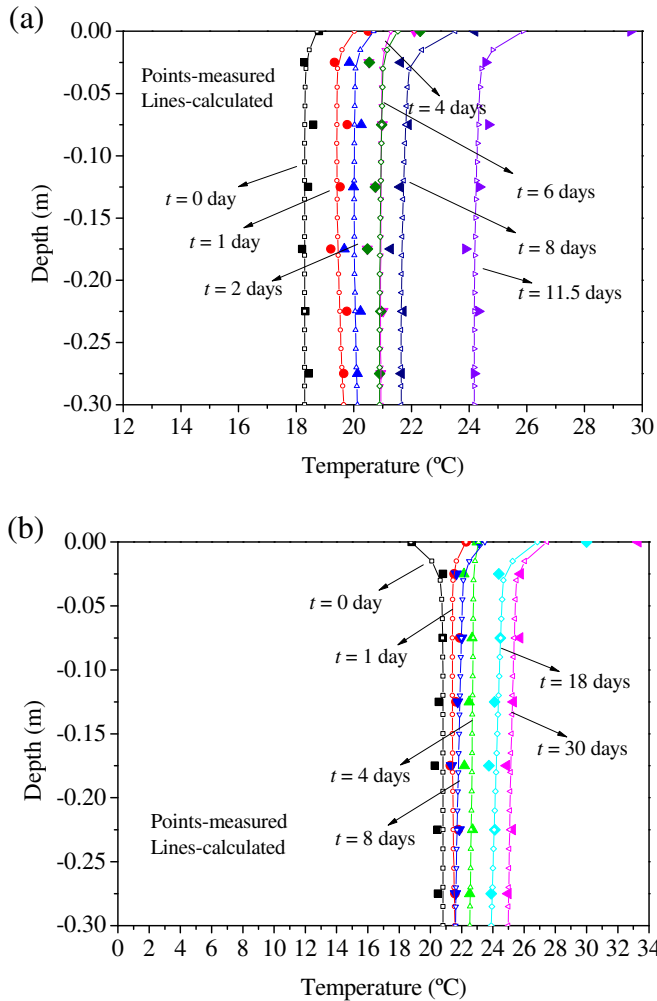 (a)
0.00
-0.05
-0.10
-0.15
-0.20
-0.25
-0.30
Depth (m)
Points-measured
Lines-calculated
t = 0 day
t = 1 day
t = 2 days
t = 4 days
t = 6 days
t = 8 days
t = 11.5 days
12 14 16 18 20 22 24 26 28 30
Temperature (ºC)
(b)
0.00
-0.05
-0.10
-0.15
-0.20
-0.25
-0.30
Depth (m)
t = 0 day
t = 1 day
t = 4 days
t = 8 days
t = 18 days
t = 30 days
Points-measured
Lines-calculated
0 2 4 6 8 10 12 14 16 18 20 22 24 26 28 30 32 34
Temperature (ºC)